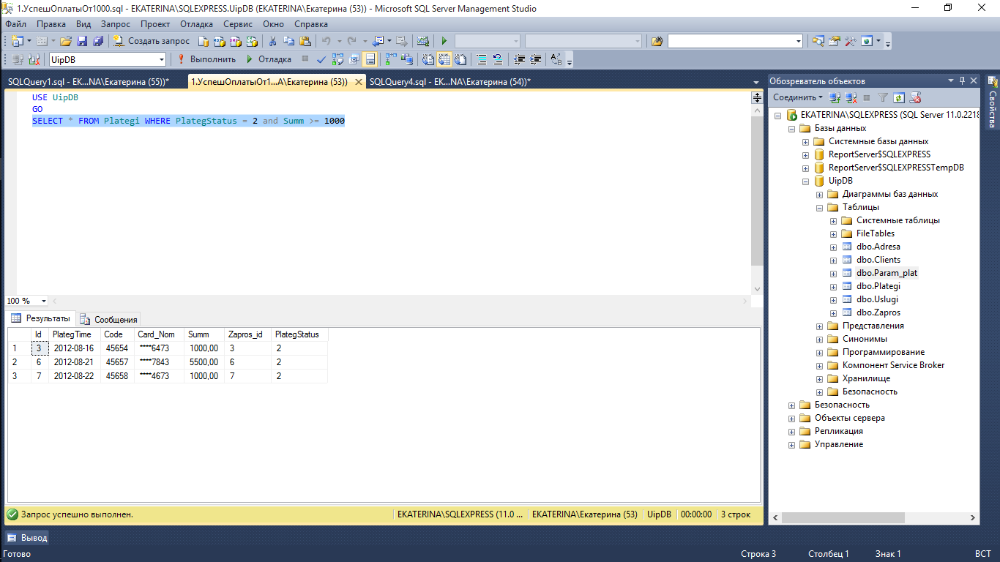 1.УспешОплатыОт1000.sql - EKATERINA\SQLEXPRESS.UipDB (EKATERINA\Екатерина (53)) - Microsoft SQL Server Management Studio
Файл Правка Вид Запрос Проект Отладка Сервис Окно Справка
Создать запрос
UipDB Выполнить Отладка
SQLQuery1.sql - EK...NA\Екатерина (55))* 1.УспешОплатыОт1...A\Екатерина (53)) SQLQuery4.sql - EK...NA\Екатерина (54))*
USE UipDB
GO
SELECT * FROM Plategi WHERE PlategStatus = 2 and Summ >= 1000
100 %
Результаты Сообщения
Id PlategTime Code Card_Nom Summ Zapros_id PlategStatus
1 3 2012-08-16 45654 ****6473 1000,00 3 2
2 6 2012-08-21 45657 ****7843 5500,00 6 2
3 7 2012-08-22 45658 ****4673 1000,00 7 2
Запрос успешно выполнен. EKATERINA\SQLEXPRESS (11.0 ... EKATERINA\Екатерина (53) UipDB 00:00:00 3 строк
Обозреватель объектов
Соединить
EKATERINA\SQLEXPRESS (SQL Server 11.0.2218
Базы данных
Системные базы данных
ReportServer$SQLEXPRESS
ReportServer$SQLEXPRESSTempDB
UipDB
Диаграммы баз данных
Таблицы
Системные таблицы
FileTables
dbo.Adresa
dbo.Clients
dbo.Param_plat
dbo.Plategi
dbo.Uslugi
dbo.Zapros
Представления
Синонимы
Программирование
Компонент Service Broker
Хранилище
Безопасность
Безопасность
Объекты сервера
Репликация
Управление
Свойства
Вывод
Готово Строка 3 Столбец 1 Знак 1 ВСТ